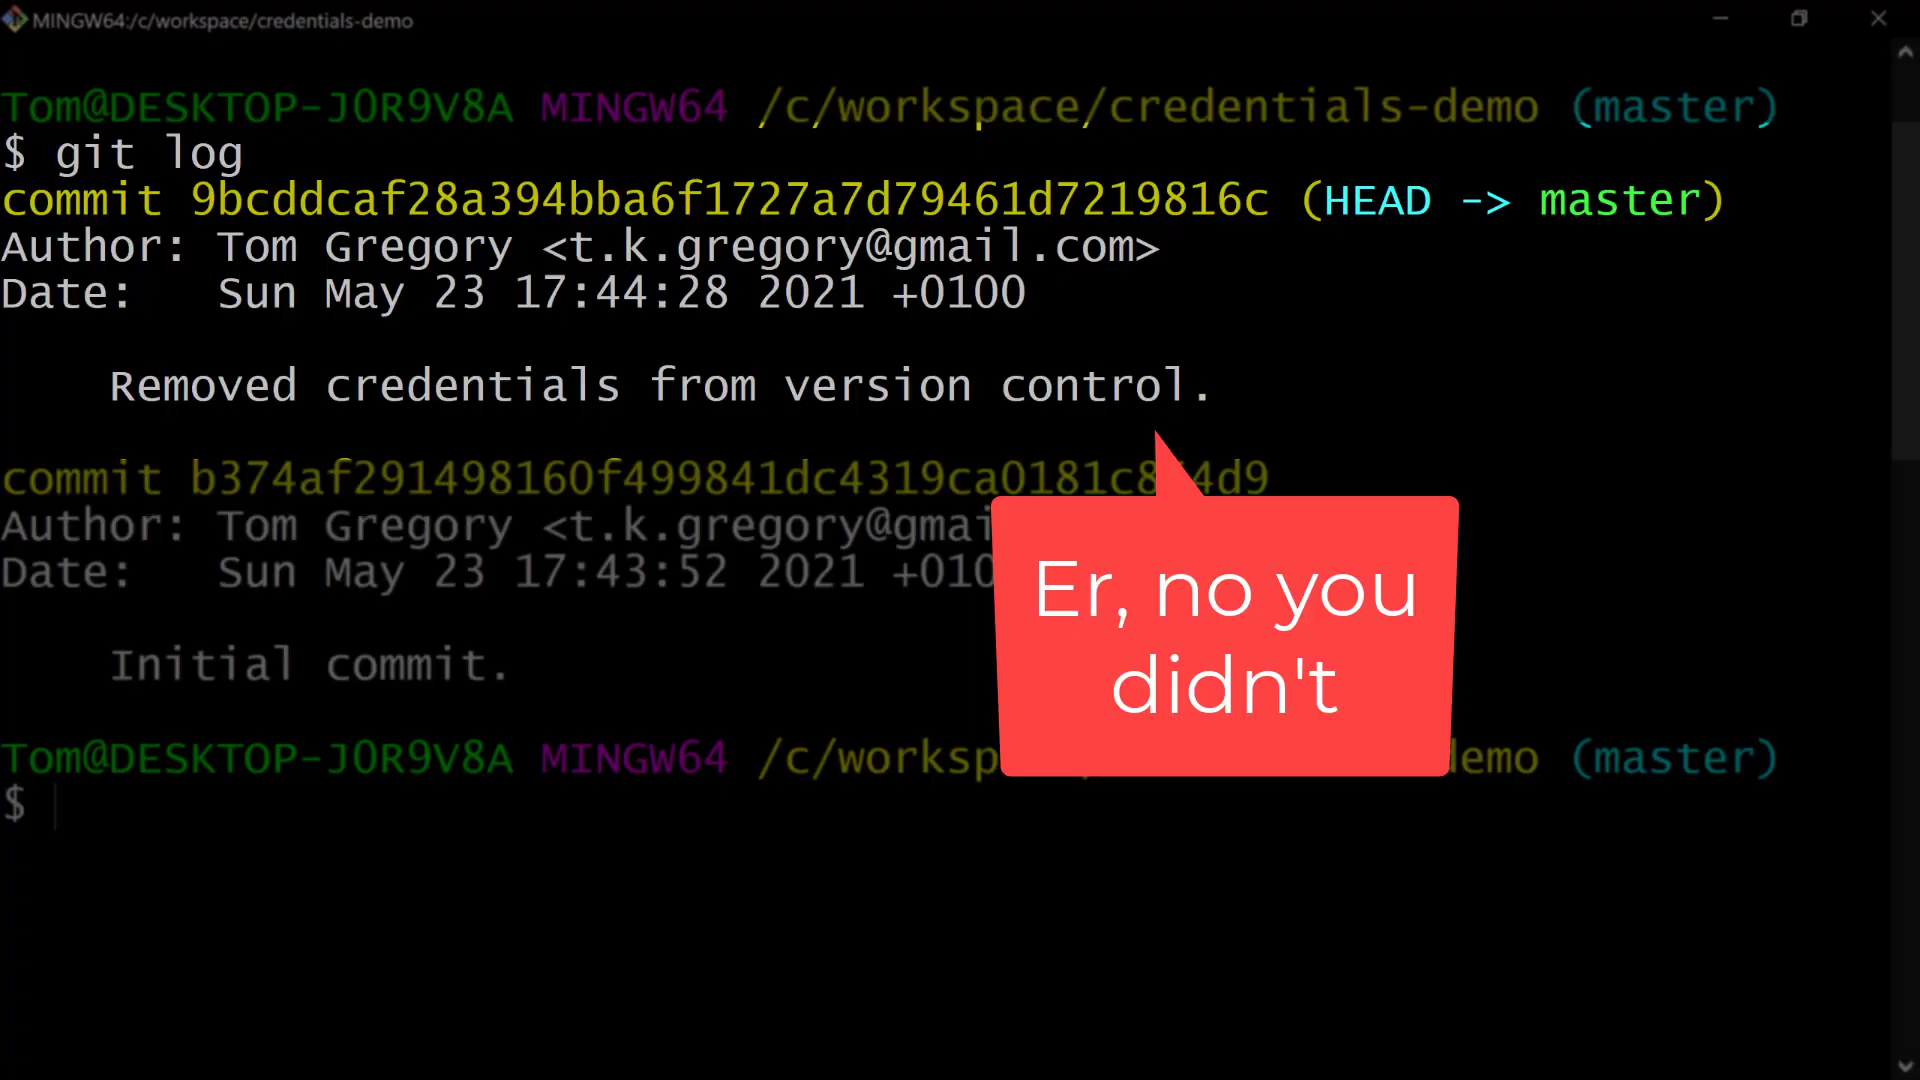 MINGW64:/c/workspace/credentials-demo
Tom@DESKTOP-J0R9V8A MINGW64 /c/workspace/credentials-demo (master)
$ git log
commit 9bcddcaf28a394bba6f1727a7d79461d7219816c (HEAD -> master)
Author: Tom Gregory <t.k.gregory@gmail.com>
Date:   Sun May 23 17:44:28 2021 +0100
Removed credentials from version control.
commit b374af291498160f499841dc4319ca0181c8 4d9
Author: Tom Gregory <t.k.gregory@gmai
Date:   Sun May 23 17:43:52 2021 +010
Er, no you
didn't
Initial commit.
Tom@DESKTOP-J0R9V8A MINGW64 /c/worksp demo (master)
$